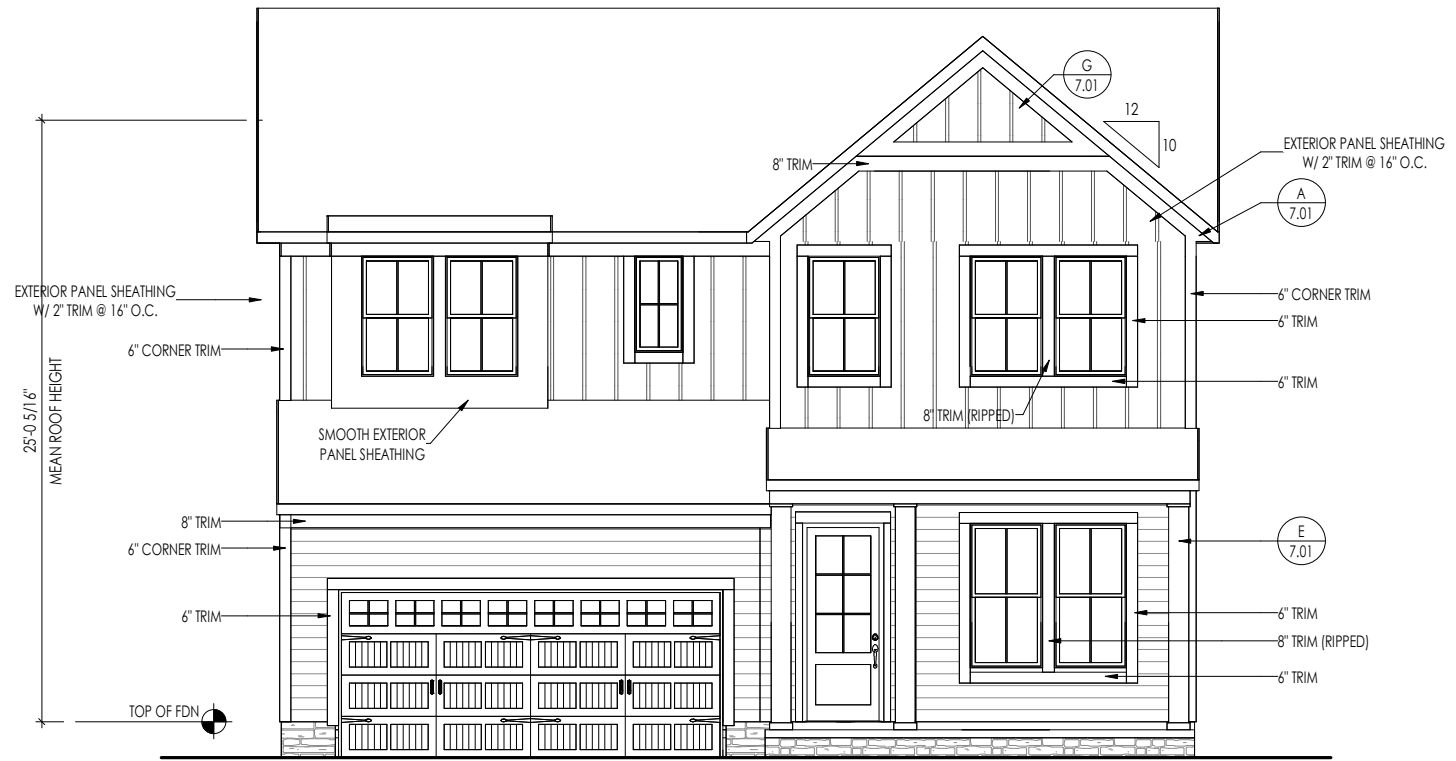 G
7.01
12
10
8" TRIM
EXTERIOR PANEL SHEATHING
W/ 2" TRIM @ 16" O.C.
A
7.01
EXTERIOR PANEL SHEATHING
W/ 2" TRIM @ 16" O.C.
6" CORNER TRIM
6" TRIM
6" CORNER TRIM
6" TRIM
25'-0 5/16"
MEAN ROOF HEIGHT
8" TRIM (RIPPED)
SMOOTH EXTERIOR
PANEL SHEATHING
8" TRIM
6" CORNER TRIM
E
7.01
6" TRIM
6" TRIM
8" TRIM (RIPPED)
6" TRIM
TOP OF FDN